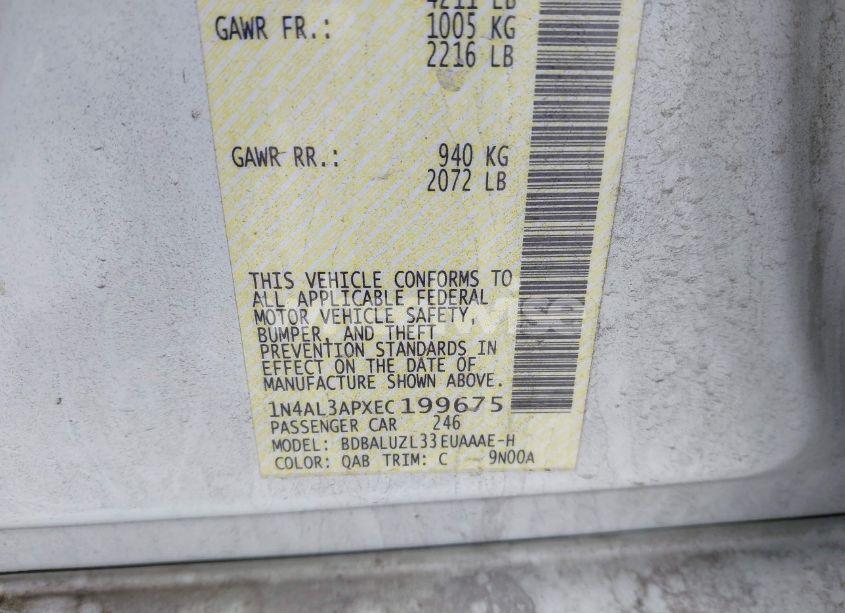 4211 LB
GAWR FR.: 1005 KG
2216 LB
GAWR RR.: 940 KG
2072 LB
THIS VEHICLE CONFORMS TO
ALL APPLICABLE FEDERAL
MOTOR VEHICLE SAFETY,
BUMPER, AND THEFT
PREVENTION STANDARDS IN
EFFECT ON THE DATE OF
MANUFACTURE SHOWN ABOVE.
1N4AL3APXEC199675
PASSENGER CAR 246
MODEL: BDBALUZL33EUAAAE-H
COLOR: QAB TRIM: C 9N00A